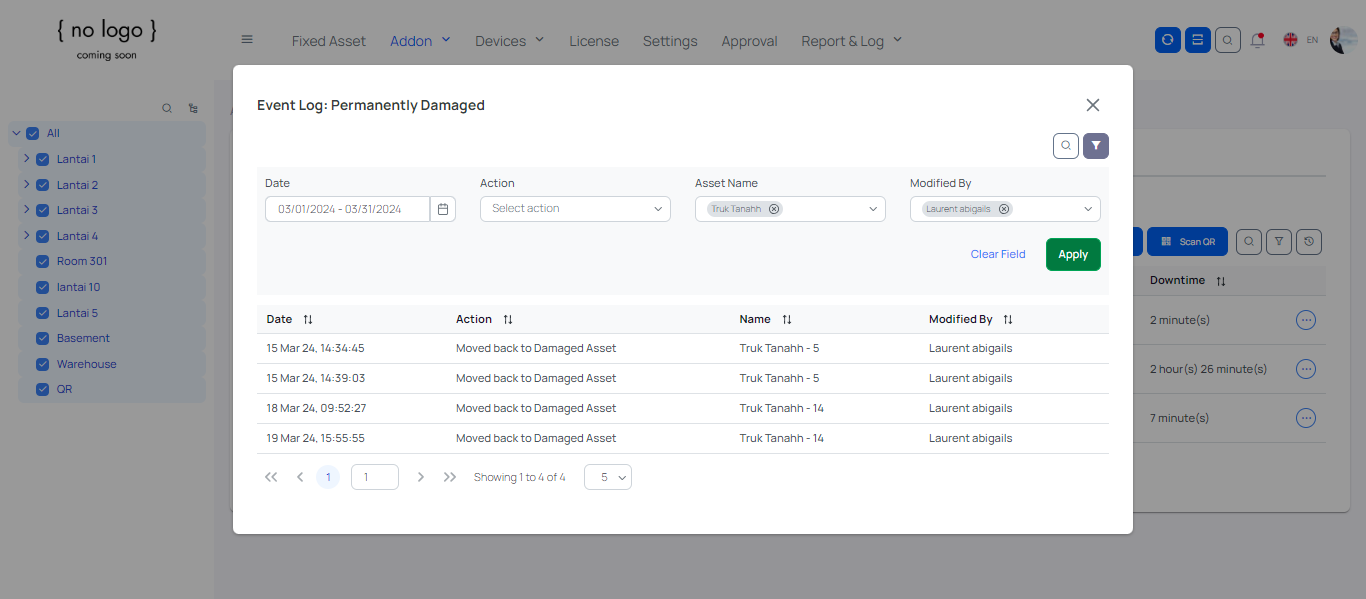 { no logo }
coming soon
Fixed Asset Addon Devices License Settings Approval Report & Log EN
Event Log: Permanently Damaged
All
Lantai 1
Lantai 2
Lantai 3
Lantai 4
Room 301
lantai 10
Lantai 5
Basement
Warehouse
QR
Date Action Asset Name Modified By
03/01/2024 - 03/31/2024 Select action Truk Tanahh Laurent abigails
Clear Field Apply
Date Action Name Modified By
15 Mar 24, 14:34:45 Moved back to Damaged Asset Truk Tanahh - 5 Laurent abigails
15 Mar 24, 14:39:03 Moved back to Damaged Asset Truk Tanahh - 5 Laurent abigails
18 Mar 24, 09:52:27 Moved back to Damaged Asset Truk Tanahh - 14 Laurent abigails
19 Mar 24, 15:55:55 Moved back to Damaged Asset Truk Tanahh - 14 Laurent abigails
1 1 Showing 1 to 4 of 4 5
Scan QR
Downtime
2 minute(s)
2 hour(s) 26 minute(s)
7 minute(s)